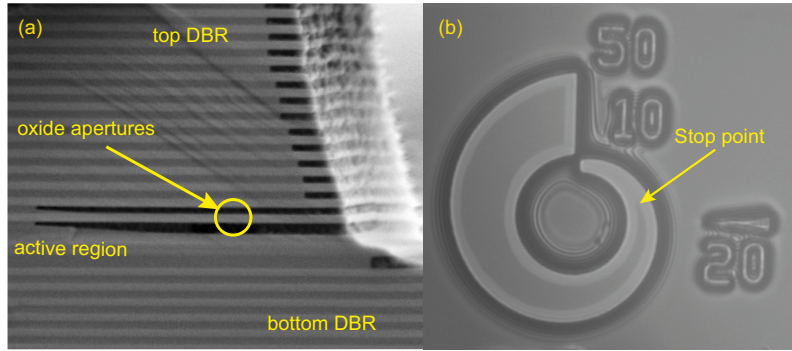 (a)
top DBR
oxide apertures
active region
bottom DBR
(b)
50
10
Stop point
20